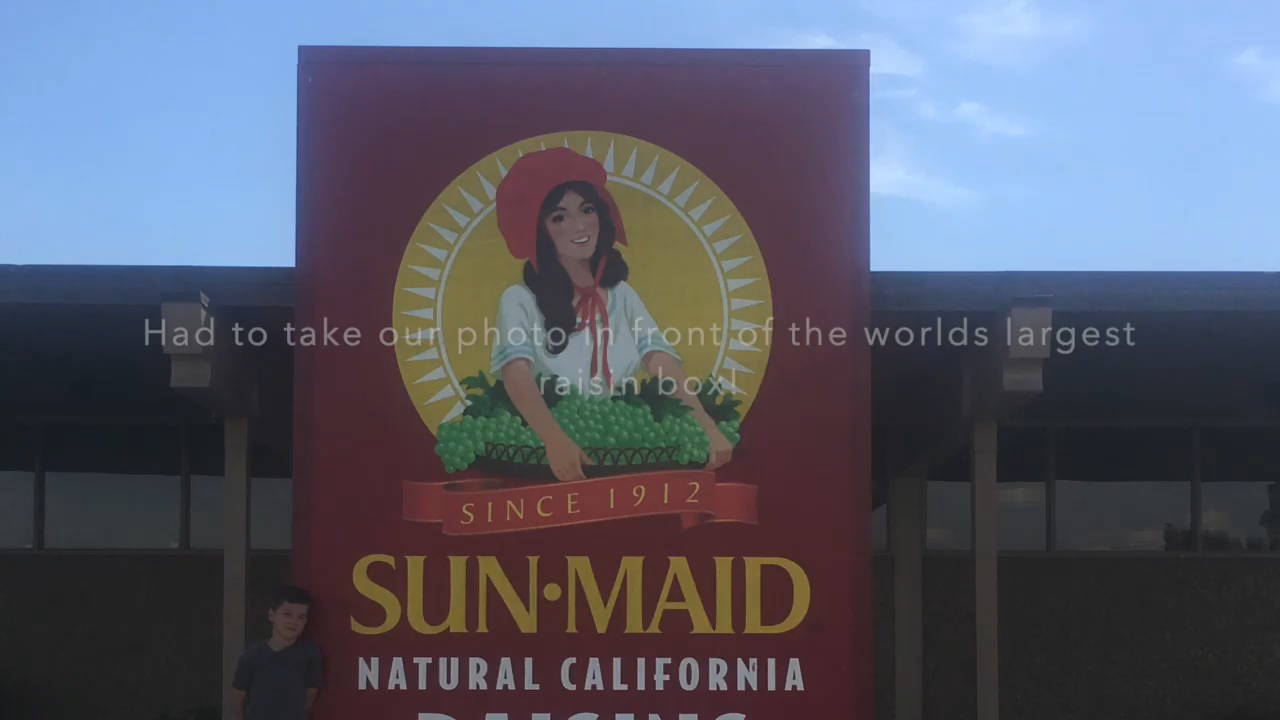 Had to take our photo in front of the worlds largest
raisin box!
SINCE 1912
SUN•MAID
NATURAL CALIFORNIA
RAISINS